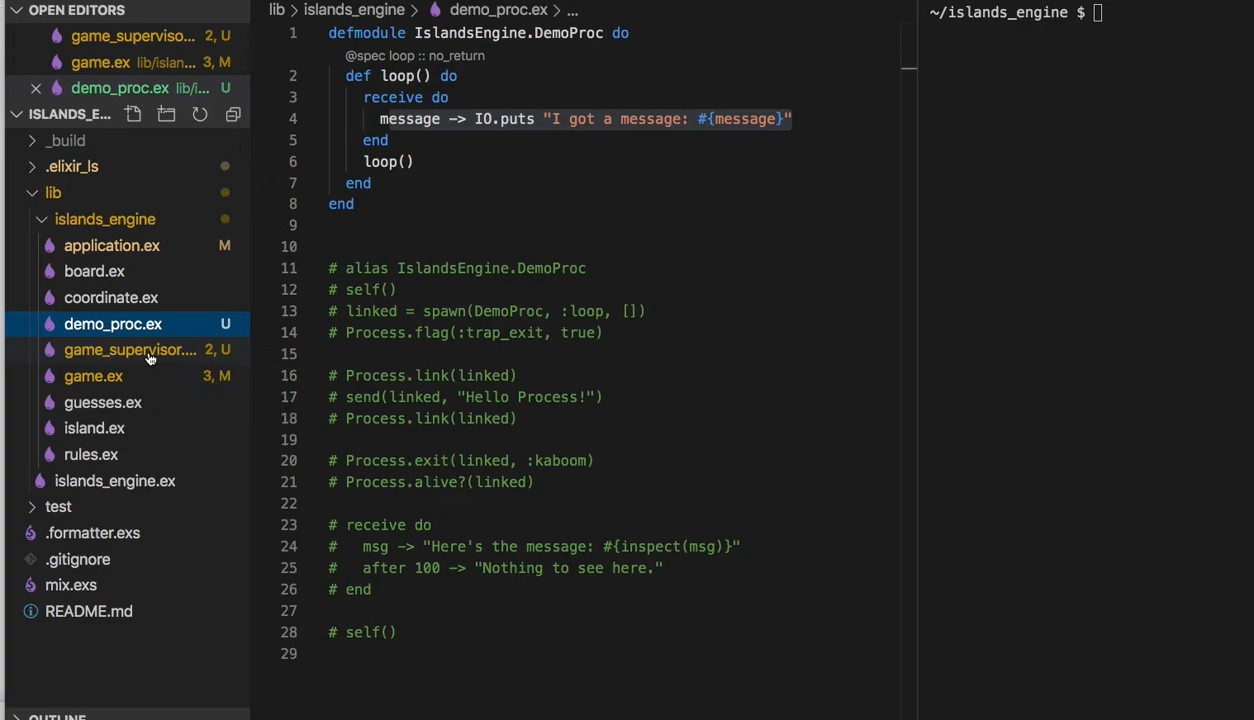 OPEN EDITORS
game_superviso... 2, U
game.ex lib/islan... 3, M
demo_proc.ex lib/i... U
ISLANDS_E...
_build
.elixir_ls
lib
islands_engine
application.ex M
board.ex
coordinate.ex
demo_proc.ex U
game_supervisor.... 2, U
game.ex 3, M
guesses.ex
island.ex
rules.ex
islands_engine.ex
test
.formatter.exs
.gitignore
mix.exs
README.md
OUTLINE
lib > islands_engine > demo_proc.ex > ...
1 defmodule IslandsEngine.DemoProc do
@spec loop :: no_return
2 def loop() do
3 receive do
4 message -> IO.puts "I got a message: #{message}"
5 end
6 loop()
7 end
8 end
9
10
11 # alias IslandsEngine.DemoProc
12 # self()
13 # linked = spawn(DemoProc, :loop, [])
14 # Process.flag(:trap_exit, true)
15
16 # Process.link(linked)
17 # send(linked, "Hello Process!")
18 # Process.link(linked)
19
20 # Process.exit(linked, :kaboom)
21 # Process.alive?(linked)
22
23 # receive do
24 # msg -> "Here's the message: #{inspect(msg)}"
25 # after 100 -> "Nothing to see here."
26 # end
27
28 # self()
29
~/islands_engine $